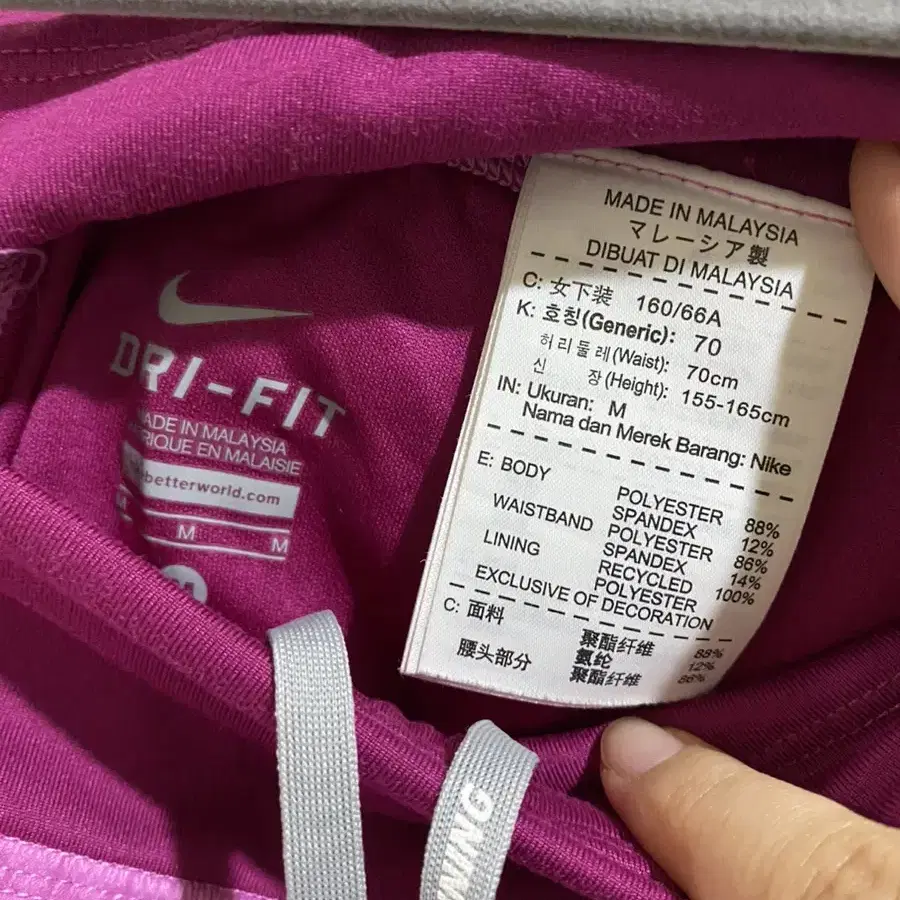 DRI-FIT
MADE IN MALAYSIA
RIQUE EN MALAISIE
betterworld.com
M
M
MADE IN MALAYSIA
マレーシア製
DIBUAT DI MALAYSIA
C: 女下装 160/66A
K: 호칭(Generic): 70
허리둘레(Waist): 70cm
신 장(Height): 155-165cm
IN: Ukuran: M
Nama dan Merek Barang: Nike
E: BODY POLYESTER 88%
SPANDEX 12%
WAISTBAND POLYESTER 86%
SPANDEX 14%
LINING RECYCLED
POLYESTER 100%
EXCLUSIVE OF DECORATION
C: 面料 聚酯纤维 88%
氨纶 12%
腰头部分 聚酯纤维 86%
NING